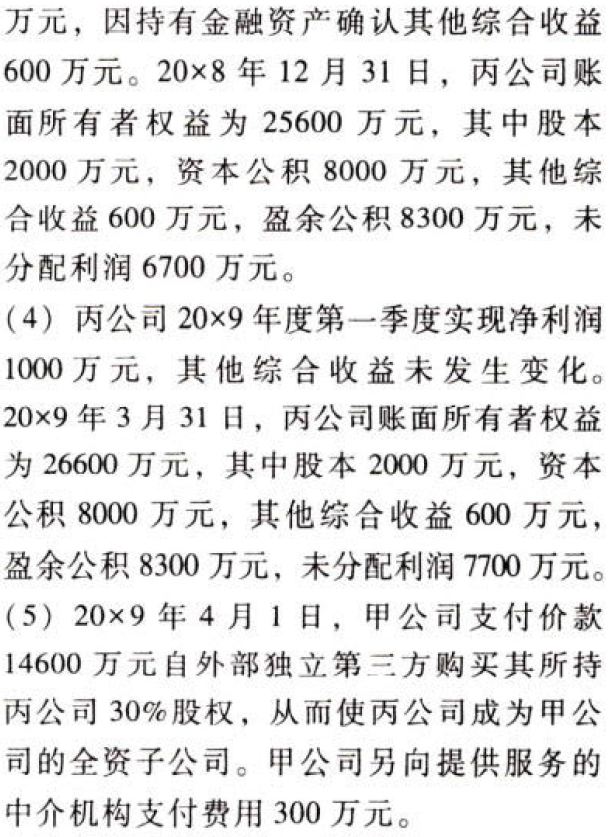 万元，因持有金融资产确认其他综合收益
600 万元。20×8 年 12 月 31 日，丙公司账
面所有者权益为 25600 万元，其中股本
2000 万元，资本公积 8000 万元，其他综
合收益 600 万元，盈余公积 8300 万元，未
分配利润 6700 万元。
(4) 丙公司 20×9 年度第一季度实现净利润
1000 万元，其他综合收益未发生变化。
20×9 年 3 月 31 日，丙公司账面所有者权益
为 26600 万元，其中股本 2000 万元，资本
公积 8000 万元，其他综合收益 600 万元，
盈余公积 8300 万元，未分配利润 7700 万元。
(5) 20×9 年 4 月 1 日，甲公司支付价款
14600 万元自外部独立第三方购买其所持
丙公司 30%股权，从而使丙公司成为甲公
司的全资子公司。甲公司另向提供服务的
中介机构支付费用 300 万元。